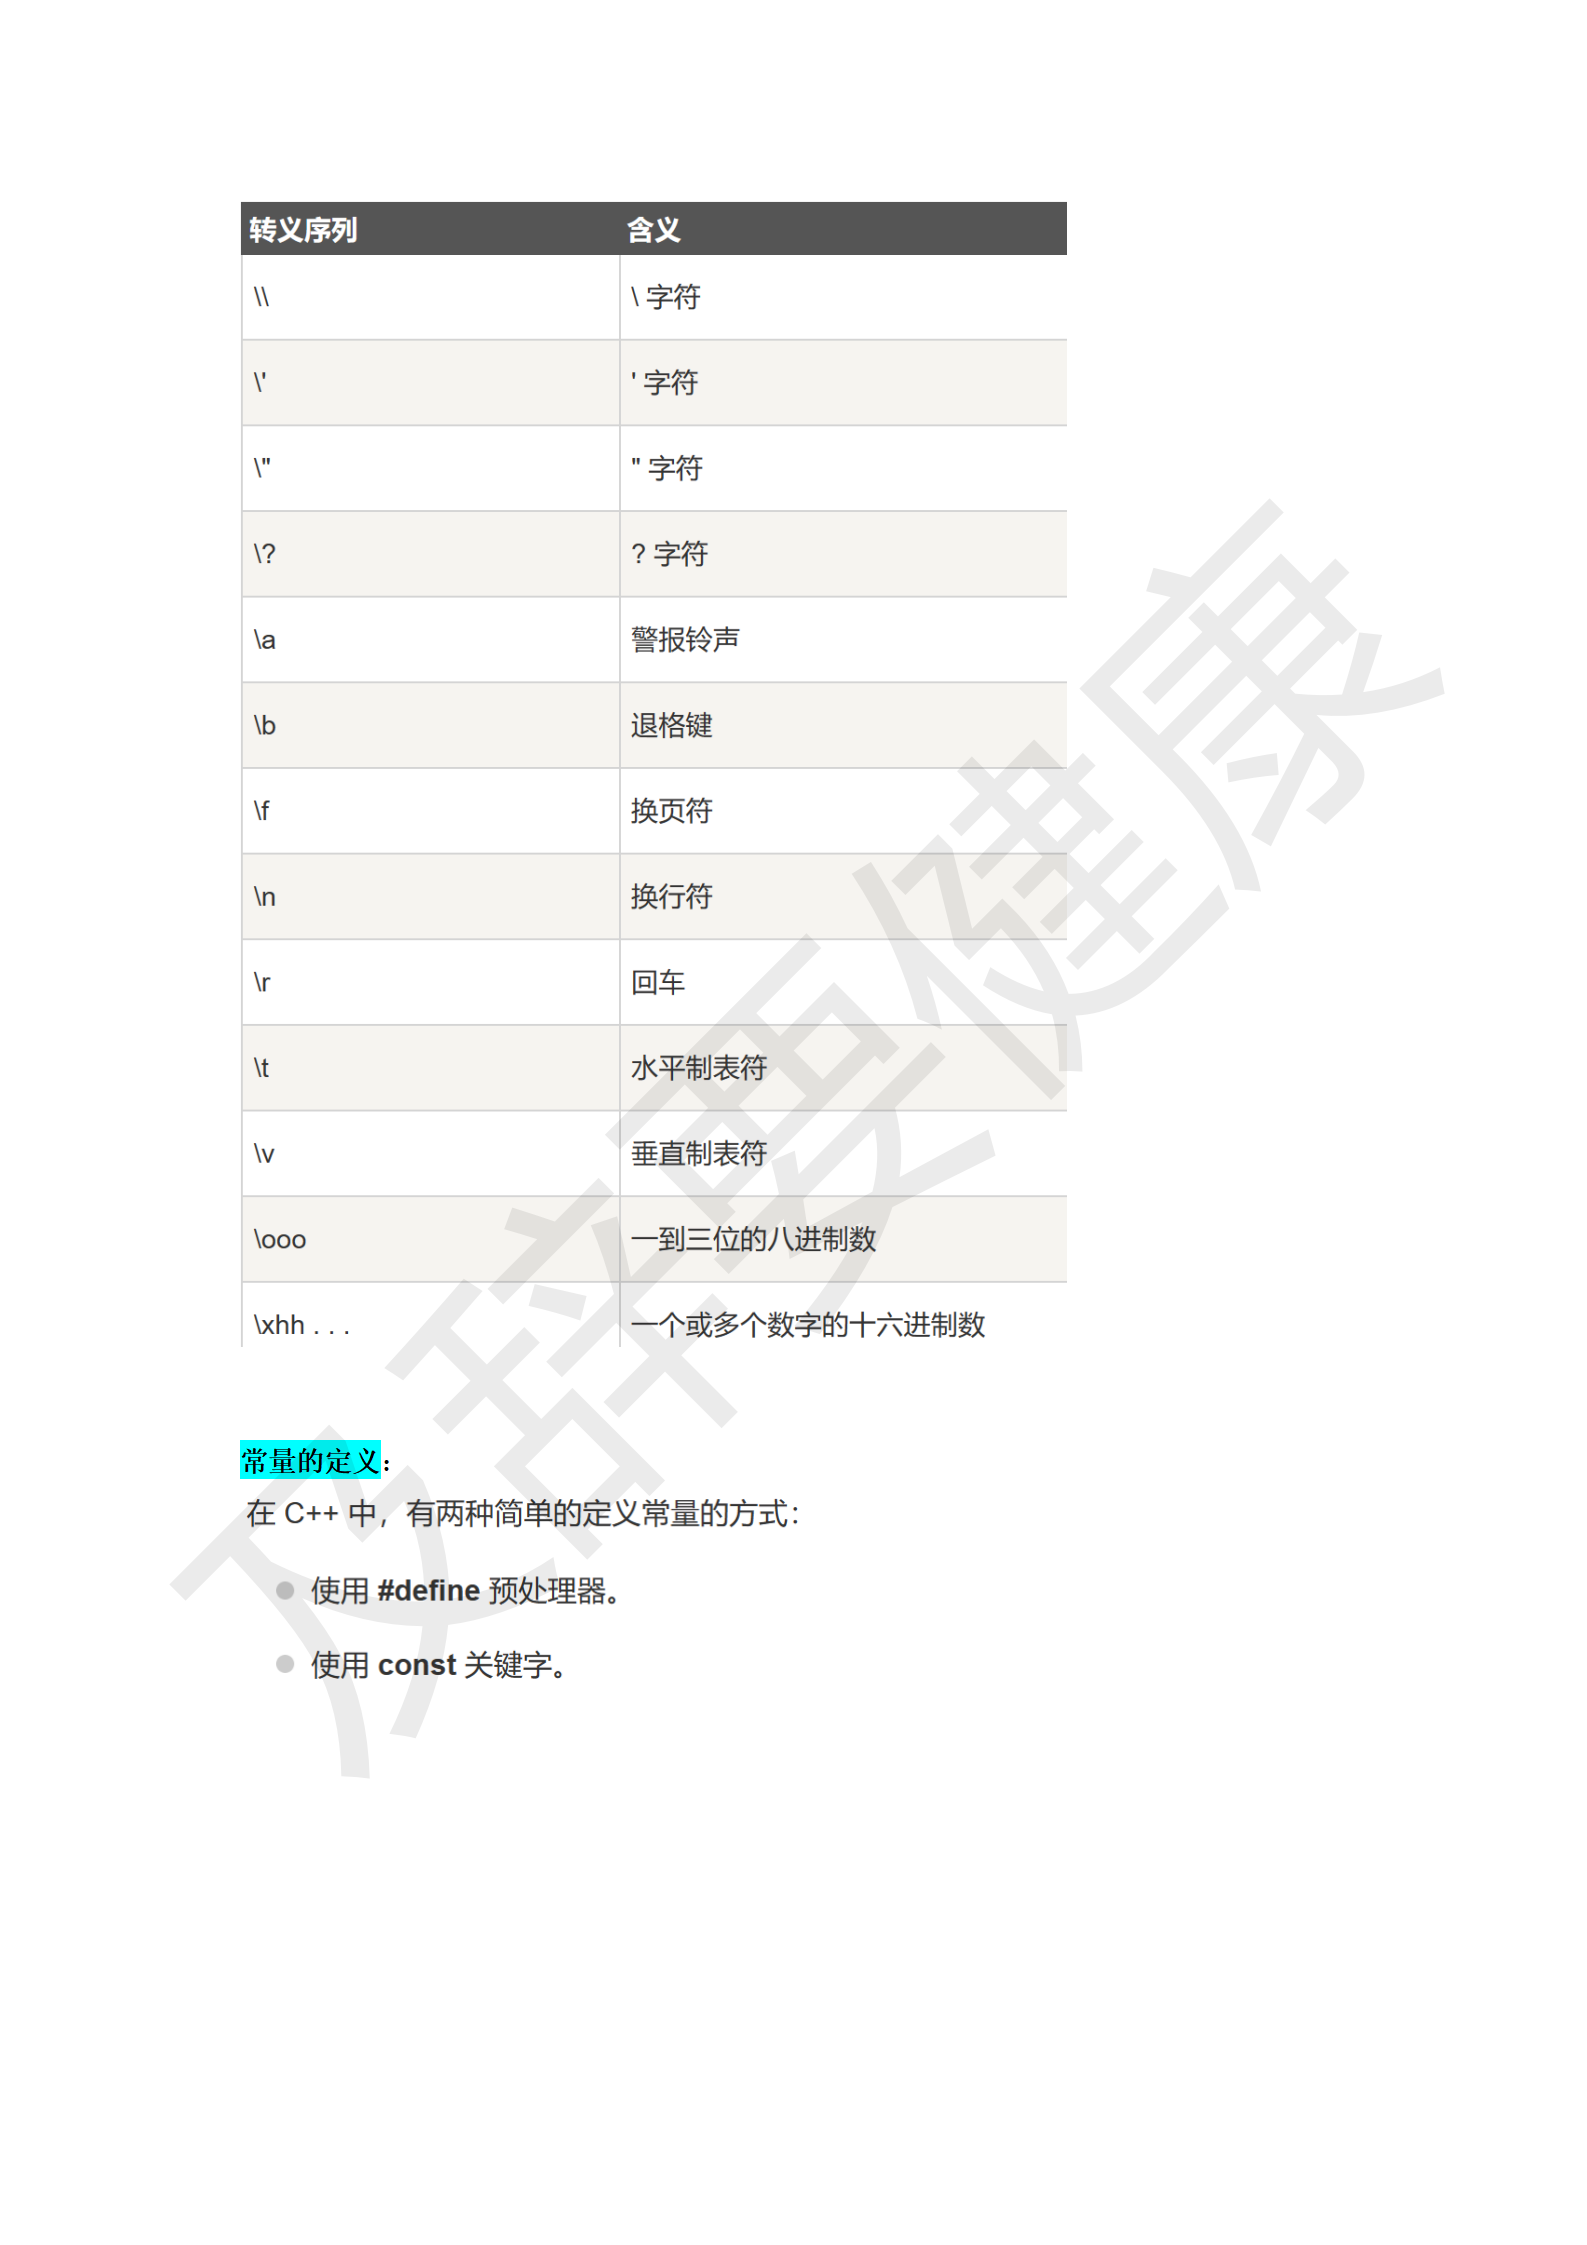 转义序列 含义
\\ \ 字符
\' ' 字符
\" " 字符
\? ? 字符
\a 警报铃声
\b 退格键
\f 换页符
\n 换行符
\r 回车
\t 水平制表符
\v 垂直制表符
\ooo 一到三位的八进制数
\xhh . . . 一个或多个数字的十六进制数
常量的定义：
在 C++ 中，有两种简单的定义常量的方式：
使用 #define 预处理器。
使用 const 关键字。
及辞要健康